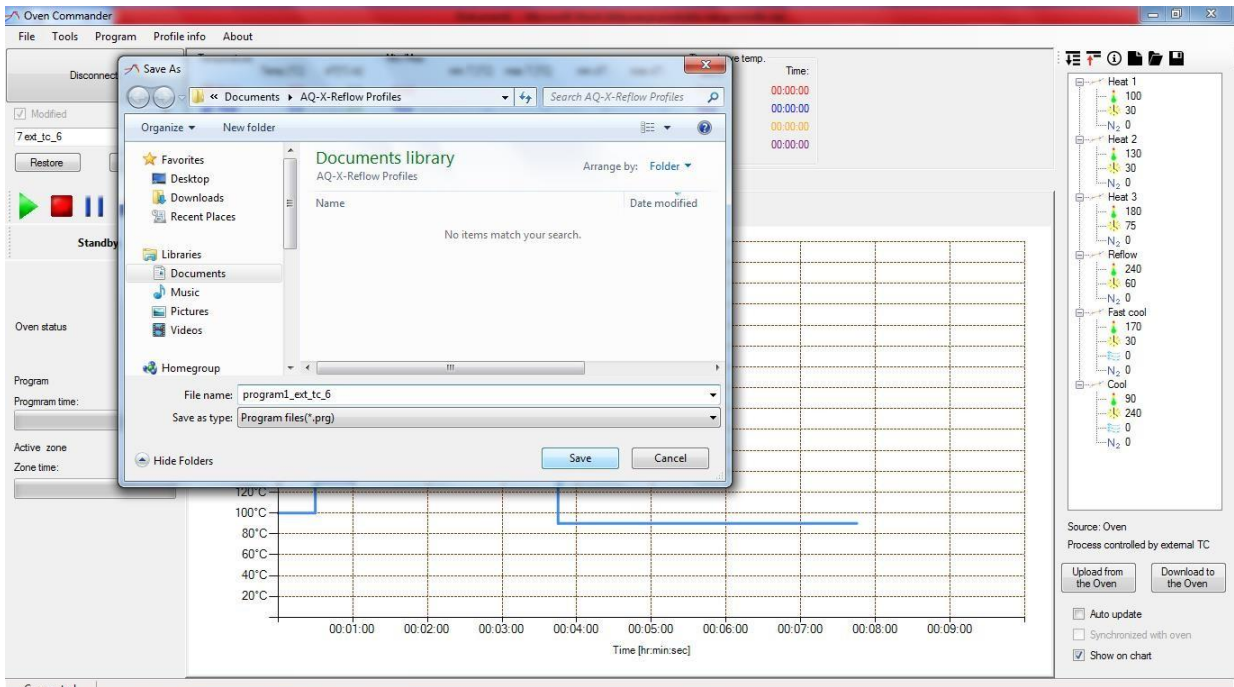 Oven Commander
File Tools Program Profile info About
Disconnect
Modified
7 ext_tc_6
Restore
Standby
Oven status
Program
Progmram time:
Active zone
Zone time:
Save As
« Documents AQ-X-Reflow Profiles
Search AQ-X-Reflow Profiles
Organize New folder
Favorites
Desktop
Downloads
Recent Places
Libraries
Documents
Music
Pictures
Videos
Homegroup
Documents library
AQ-X-Reflow Profiles
Arrange by: Folder
Name Date modified
No items match your search.
File name: program1_ext_tc_6
Save as type: Program files(*.prg)
Hide Folders
Save Cancel
temp.
Time:
00:00:00
00:00:00
00:00:00
00:00:00
120°C
100°C
80°C
60°C
40°C
20°C
00:01:00 00:02:00 00:03:00 00:04:00 00:05:00 00:06:00 00:07:00 00:08:00 00:09:00
Time [hr:min:sec]
Heat 1
100
30
N₂ 0
Heat 2
130
30
N₂ 0
Heat 3
180
75
N₂ 0
Reflow
240
60
N₂ 0
Fast cool
170
30
0
N₂ 0
Cool
90
240
0
N₂ 0
Source: Oven
Process controlled by external TC
Upload from
the Oven
Download to
the Oven
Auto update
Synchronized with oven
Show on chart